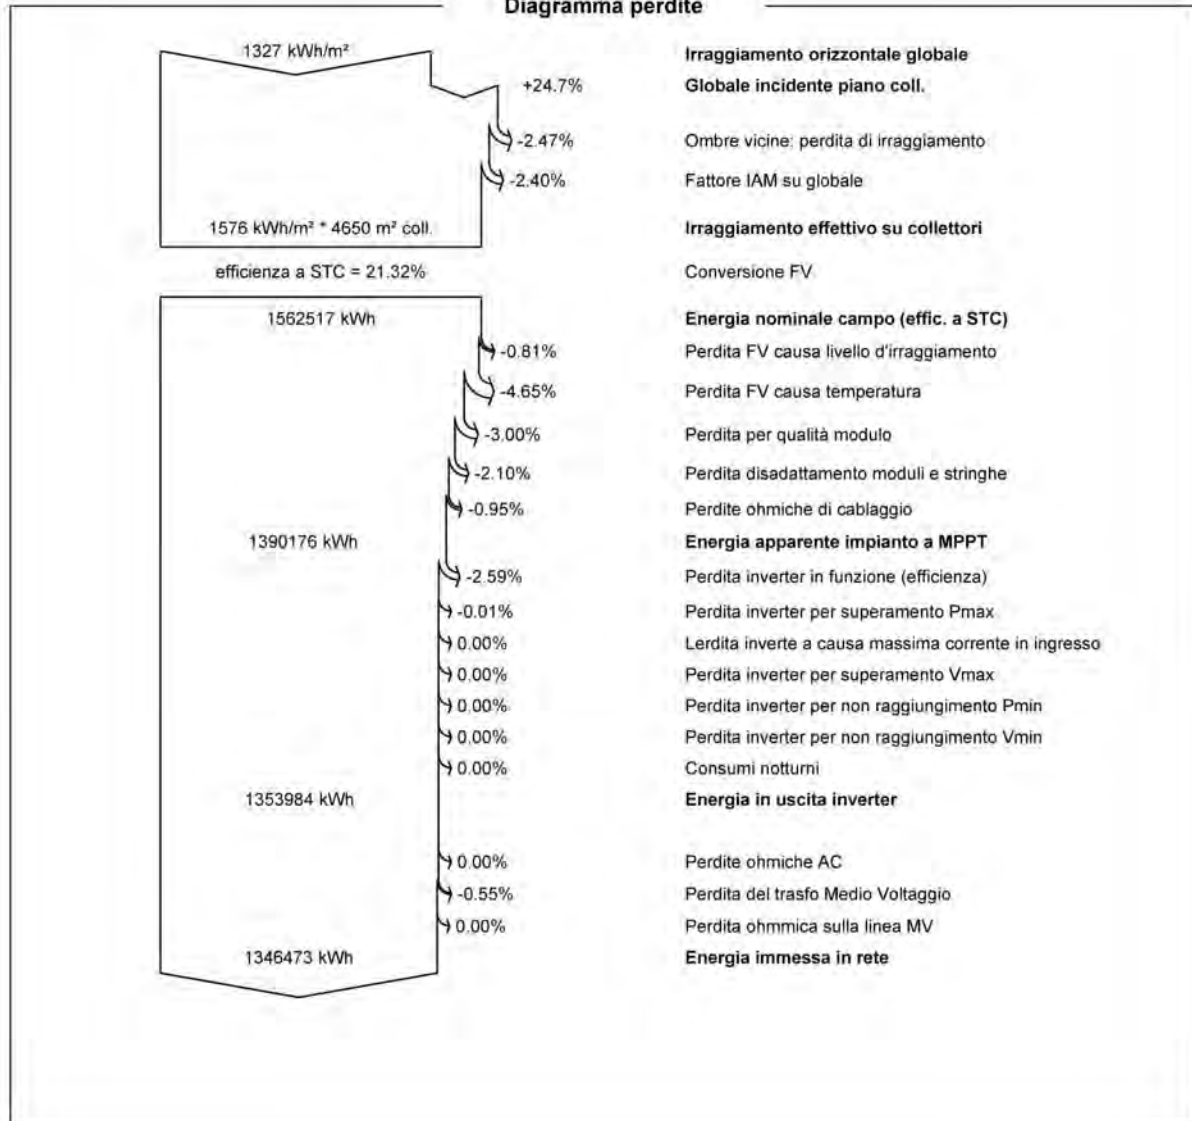 Diagramma perdite
1327 kWh/m² Irraggiamento orizzontale globale
+24.7% Globale incidente piano coll.
-2.47% Ombre vicine: perdita di irraggiamento
-2.40% Fattore IAM su globale
1576 kWh/m² * 4650 m² coll. Irraggiamento effettivo su collettori
efficienza a STC = 21.32% Conversione FV
1562517 kWh Energia nominale campo (effic. a STC)
-0.81% Perdita FV causa livello d'irraggiamento
-4.65% Perdita FV causa temperatura
-3.00% Perdita per qualità modulo
-2.10% Perdita disadattamento moduli e stringhe
-0.95% Perdite ohmiche di cablaggio
1390176 kWh Energia apparente impianto a MPPT
-2.59% Perdita inverter in funzione (efficienza)
-0.01% Perdita inverter per superamento Pmax
0.00% Lerdita inverte a causa massima corrente in ingresso
0.00% Perdita inverter per superamento Vmax
0.00% Perdita inverter per non raggiungimento Pmin
0.00% Perdita inverter per non raggiungimento Vmin
0.00% Consumi notturni
1353984 kWh Energia in uscita inverter
0.00% Perdite ohmiche AC
-0.55% Perdita del trasfo Medio Voltaggio
0.00% Perdita ohmmica sulla linea MV
1346473 kWh Energia immessa in rete